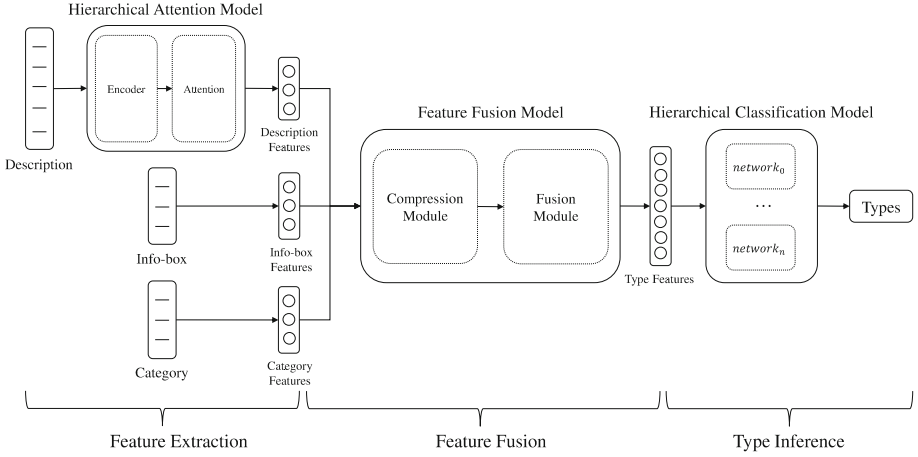 Hierarchical Attention Model
Encoder
Attention
Description
Description
Features
Info-box
Info-box
Features
Category
Category
Features
Feature Fusion Model
Compression
Module
Fusion
Module
Type Features
Hierarchical Classification Model
network₀
...
networkₙ
Types
Feature Extraction
Feature Fusion
Type Inference